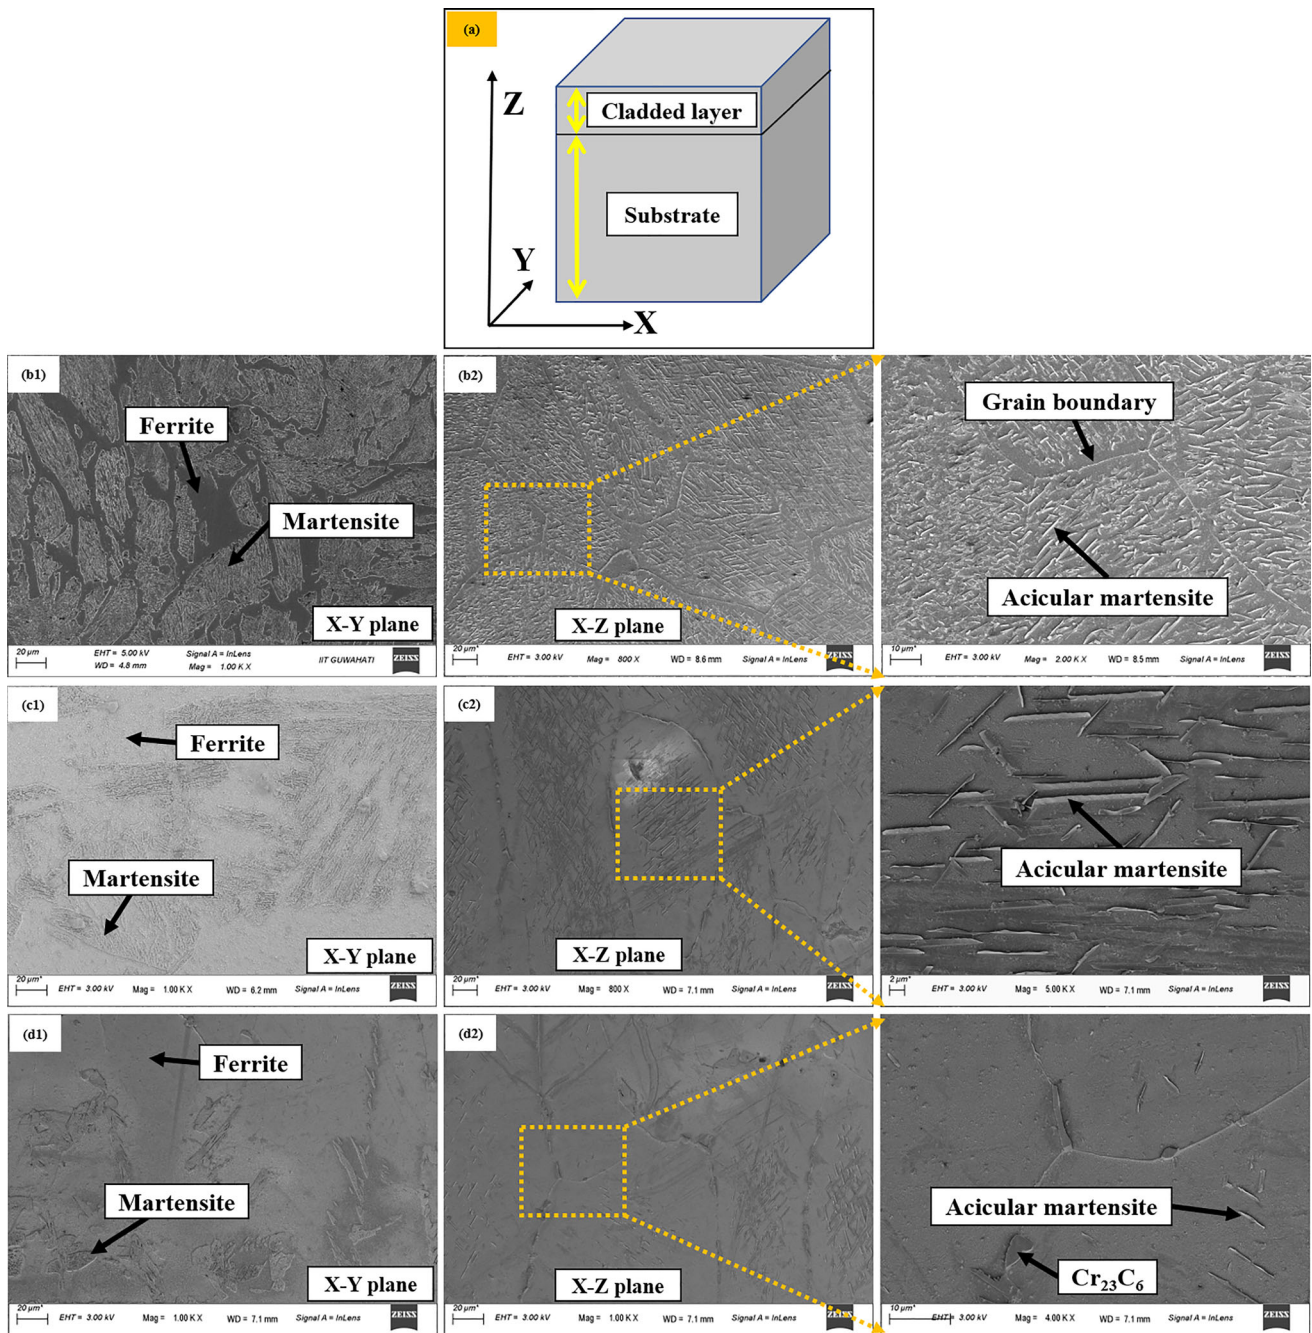 (a)
Z
Cladded layer
Substrate
Y
X
(b1)
Ferrite
Martensite
X-Y plane
20 µm
EHT = 5.00 kV
WD = 4.8 mm
Signal A = InLens
Mag = 1.00 K X
IIT GUWAHATI
ZEISS
(b2)
X-Z plane
20 µm*
EHT = 3.00 kV Mag = 800 X WD = 8.6 mm Signal A = InLens
ZEISS
Grain boundary
Acicular martensite
10 µm*
EHT = 3.00 kV Mag = 2.00 K X WD = 8.5 mm Signal A = InLens
ZEISS
(c1)
Ferrite
Martensite
X-Y plane
20 µm*
EHT = 3.00 kV Mag = 1.00 K X WD = 6.2 mm Signal A = InLens
ZEISS
(c2)
X-Z plane
20 µm*
EHT = 3.00 kV Mag = 800 X WD = 7.1 mm Signal A = InLens
ZEISS
Acicular martensite
2 µm*
EHT = 3.00 kV Mag = 5.00 K X WD = 7.1 mm Signal A = InLens
ZEISS
(d1)
Ferrite
Martensite
X-Y plane
20 µm*
EHT = 3.00 kV Mag = 1.00 K X WD = 7.1 mm Signal A = InLens
ZEISS
(d2)
X-Z plane
20 µm*
EHT = 3.00 kV Mag = 1.00 K X WD = 7.1 mm Signal A = InLens
ZEISS
Acicular martensite
Cr₂₃C₆
10 µm*
EHT = 3.00 kV Mag = 4.00 K X WD = 7.1 mm Signal A = InLens
ZEISS